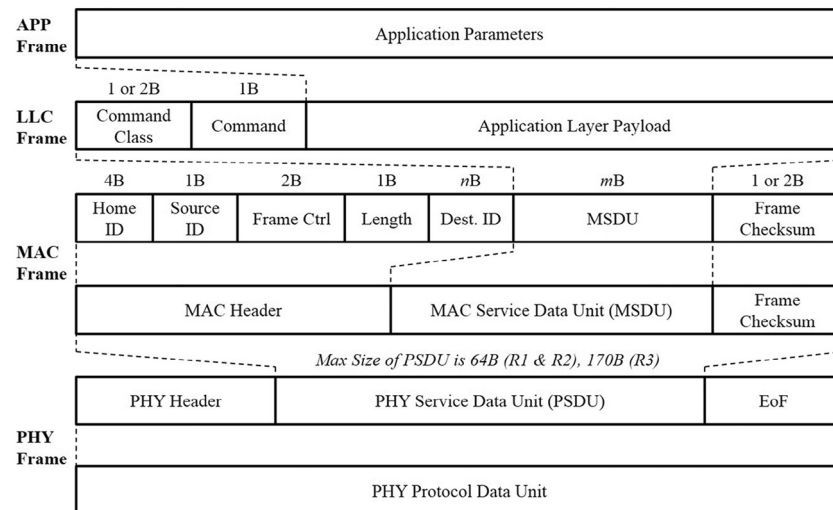 APP
Frame
Application Parameters
1 or 2B
1B
LLC
Frame
Command
Class
Command
Application Layer Payload
4B
1B
2B
1B
nB
mB
1 or 2B
Home
ID
Source
ID
Frame Ctrl
Length
Dest. ID
MSDU
Frame
Checksum
MAC
Frame
MAC Header
MAC Service Data Unit (MSDU)
Frame
Checksum
Max Size of PSDU is 64B (R1 & R2), 170B (R3)
PHY Header
PHY Service Data Unit (PSDU)
EoF
PHY
Frame
PHY Protocol Data Unit